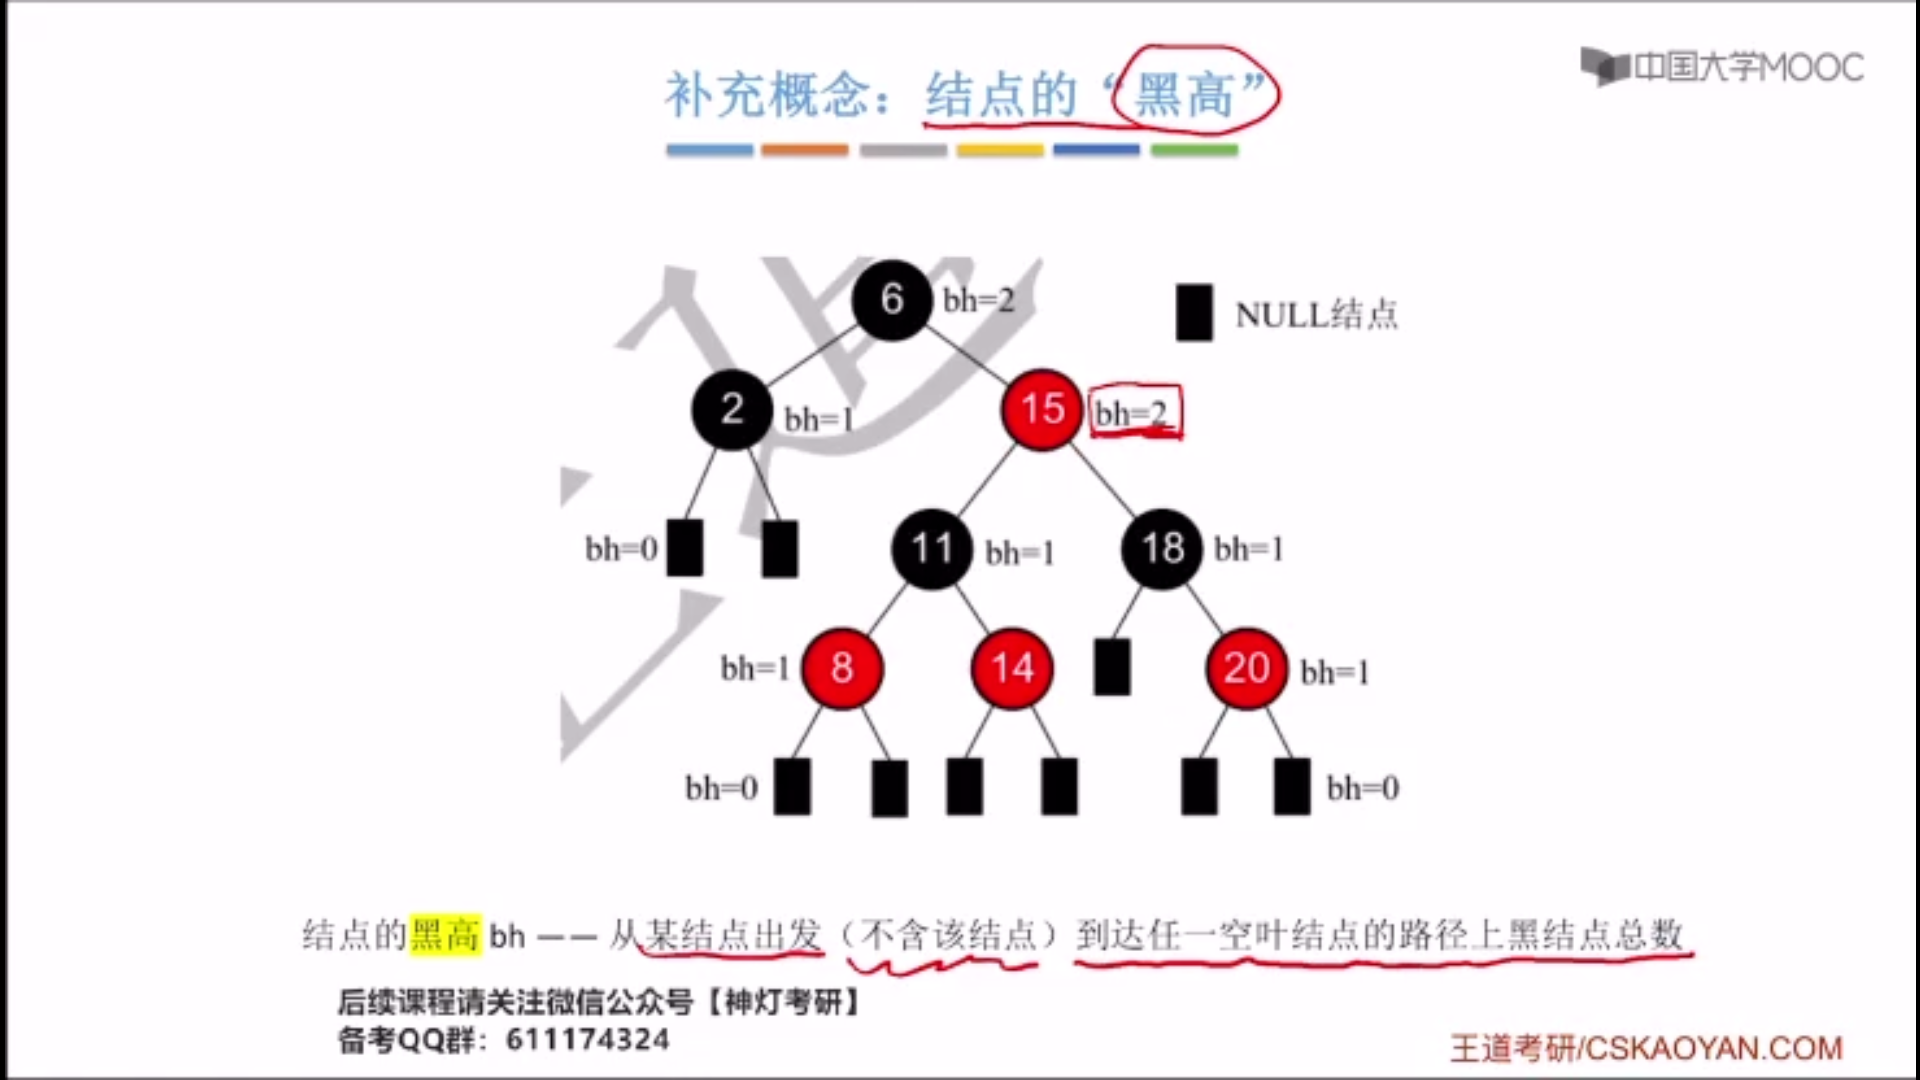 补充概念：结点的“黑高”
中国大学MOOC
6 bh=2
NULL结点
2 bh=1
15 bh=2
bh=0
11 bh=1
18 bh=1
bh=1 8
14
20 bh=1
bh=0
bh=0
结点的黑高 bh —— 从某结点出发（不含该结点）到达任一空叶结点的路径上黑结点总数
后续课程请关注微信公众号【神灯考研】
备考QQ群：611174324
王道考研/CSKAOYAN.COM